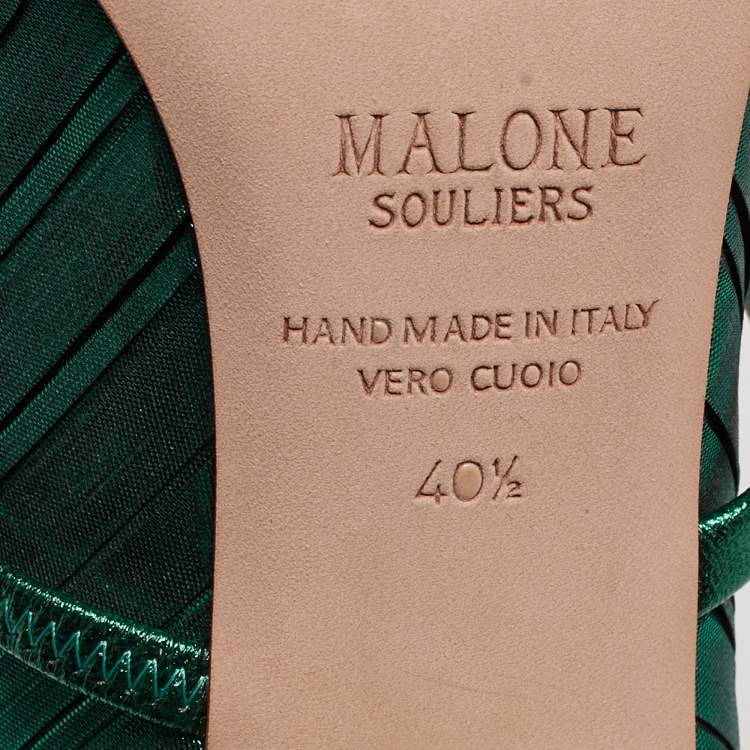 MALONE
SOULIERS
HAND MADE IN ITALY
VERO CUOIO
40½